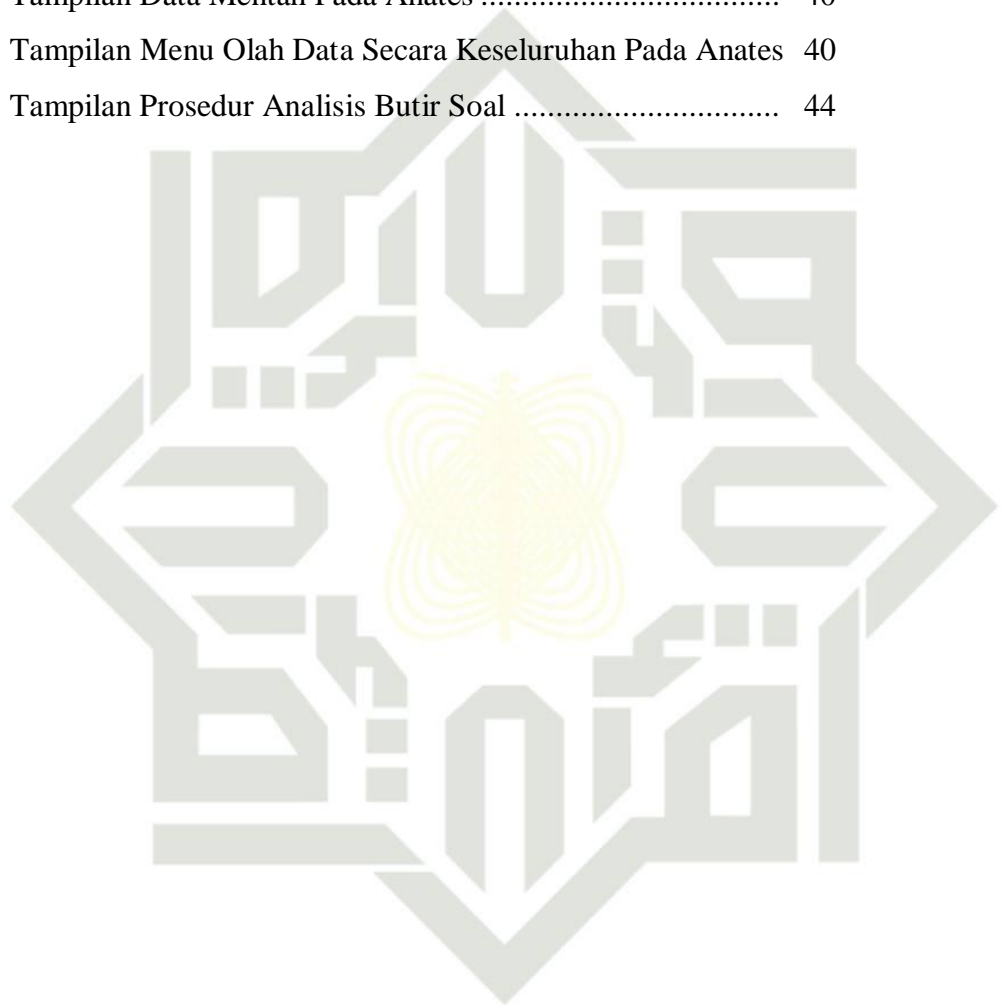 Tampilan Data Mentah Pada Anates .................................... 40
Tampilan Menu Olah Data Secara Keseluruhan Pada Anates 40
Tampilan Prosedur Analisis Butir Soal ................................ 44